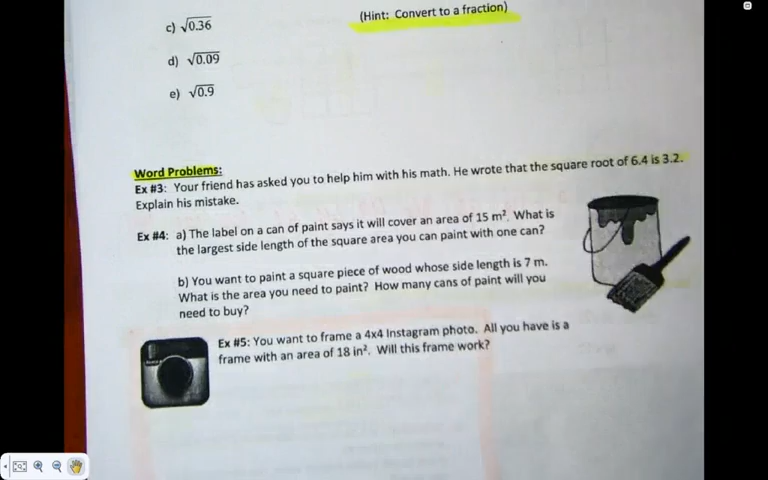 c) √0.36
(Hint: Convert to a fraction)
d) √0.09
e) √0.9
Word Problems:
Ex #3: Your friend has asked you to help him with his math. He wrote that the square root of 6.4 is 3.2.
Explain his mistake.
Ex #4: a) The label on a can of paint says it will cover an area of 15 m². What is
the largest side length of the square area you can paint with one can?
b) You want to paint a square piece of wood whose side length is 7 m.
What is the area you need to paint? How many cans of paint will you
need to buy?
Ex #5: You want to frame a 4x4 Instagram photo. All you have is a
frame with an area of 18 in². Will this frame work?